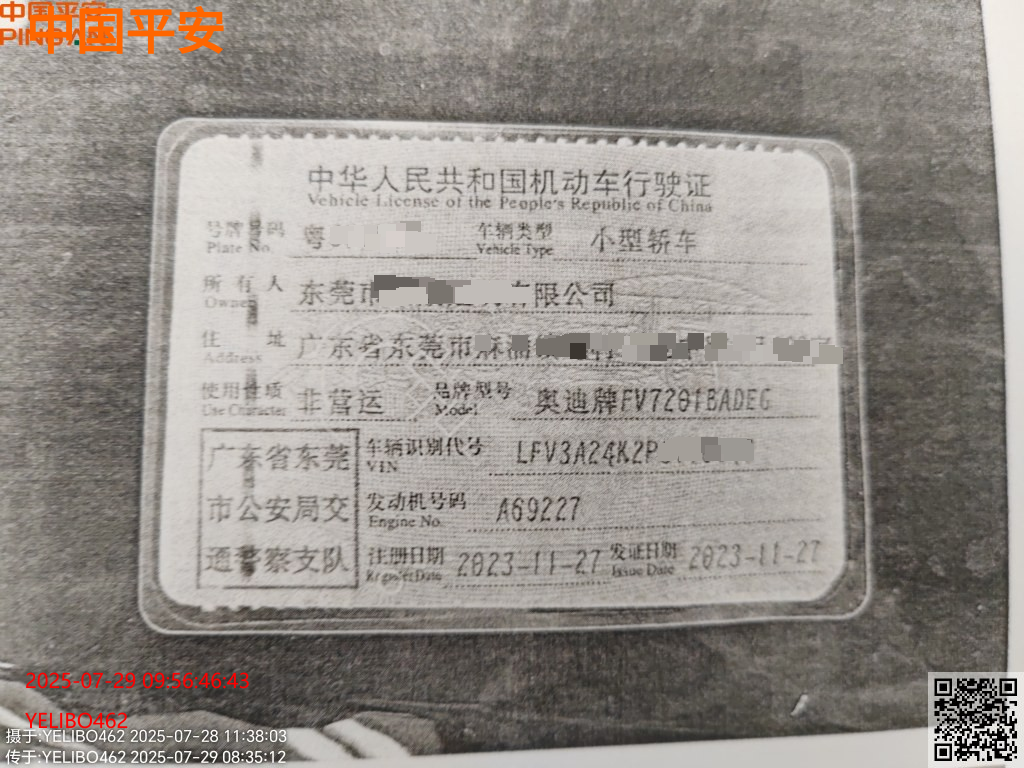 中国平安
PINGAN
中国平安
中华人民共和国机动车行驶证
Vehicle License of the People's Republic of China
号牌号码 粤 车辆类型 小型轿车
Plate No. Vehicle Type
所有人 东莞市 有限公司
Owner
住址 广东省东莞市麻涌
Address
使用性质 非营运 品牌型号 奥迪牌FV7201BADEG
Use Character Model
广东省东莞 车辆识别代号 LFV3A24K2P
VIN
市公安局交 发动机号码 A69227
Engine No.
通警察支队 注册日期 2023-11-27 发证日期 2023-11-27
Register Date Issue Date
2025-07-29 09:56:46:43
YELIBO462
摄于:YELIBO462 2025-07-28 11:38:03
传于:YELIBO462 2025-07-29 08:35:12